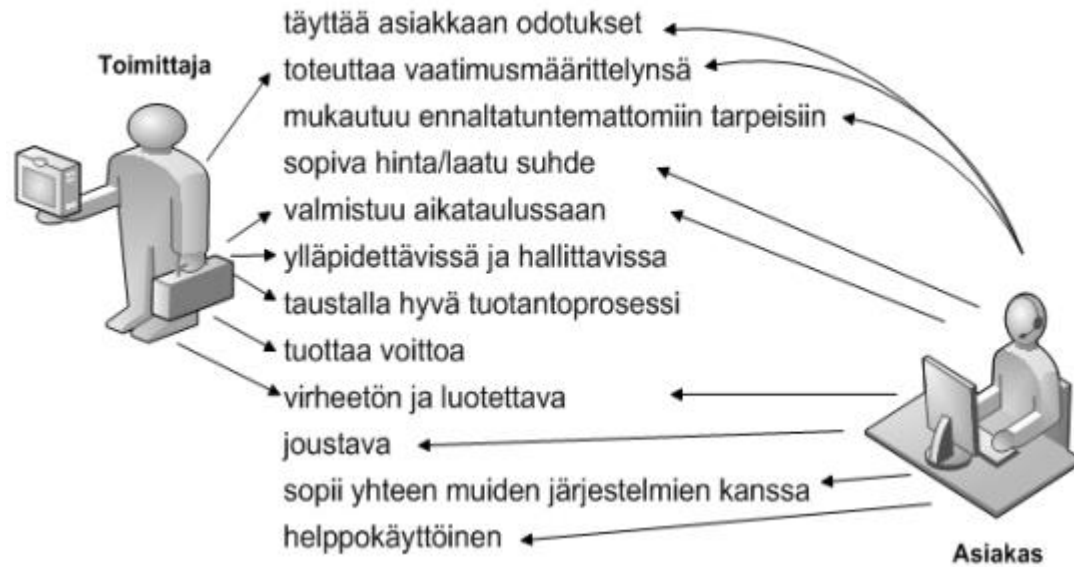 täyttää asiakkaan odotukset
Toimittaja
toteuttaa vaatimusmäärittelynsä
mukautuu ennaltatuntemattomiin tarpeisiin
sopiva hinta/laatu suhde
valmistuu aikataulussaan
ylläpidettävissä ja hallittavissa
taustalla hyvä tuotantoprosessi
tuottaa voittoa
virheetön ja luotettava
joustava
sopii yhteen muiden järjestelmien kanssa
helppokäyttöinen
Asiakas